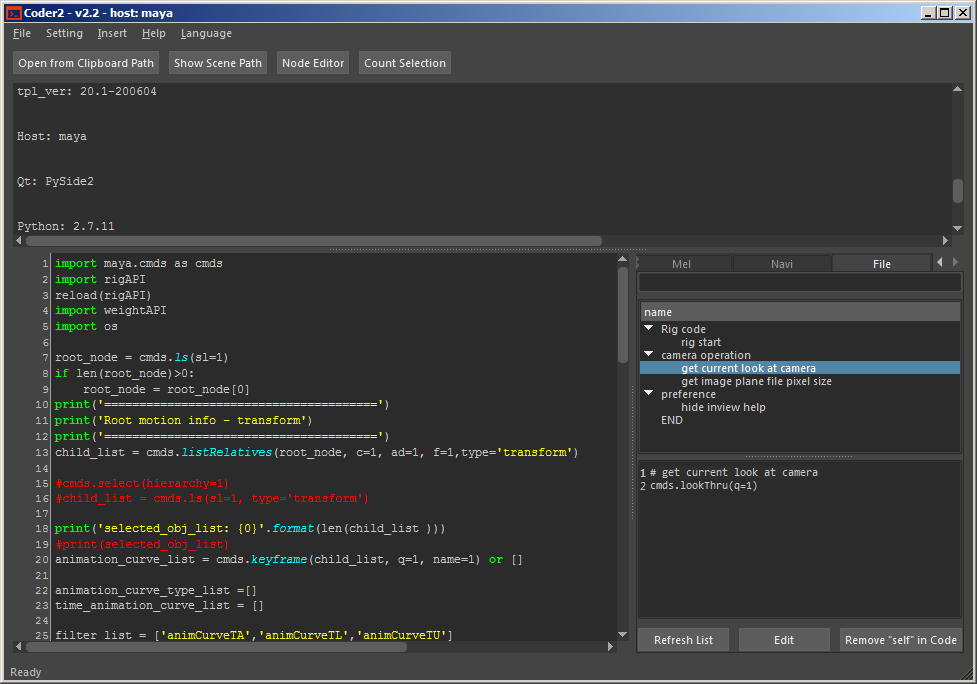 Coder2 - v2.2 - host: maya
File Setting Insert Help Language
Open from Clipboard Path Show Scene Path Node Editor Count Selection
tpl_ver: 20.1-200604
Host: maya
Qt: PySide2
Python: 2.7.11
1 import maya.cmds as cmds
2 import rigAPI
3 reload(rigAPI)
4 import weightAPI
5 import os
6
7 root_node = cmds.ls(sl=1)
8 if len(root_node)>0:
9     root_node = root_node[0]
10 print('=======================================')
11 print('Root motion info - transform')
12 print('=======================================')
13 child_list = cmds.listRelatives(root_node, c=1, ad=1, f=1,type='transform')
14
15 #cmds.select(hierarchy=1)
16 #child_list = cmds.ls(sl=1, type='transform')
17
18 print('selected_obj_list: {0}'.format(len(child_list )))
19 #print(selected_obj_list)
20 animation_curve_list = cmds.keyframe(child_list, q=1, name=1) or []
21
22 animation_curve_type_list =[]
23 time_animation_curve_list = []
24
25 filter_list = ['animCurveTA','animCurveTL','animCurveTU']
Mel Navi File
name
Rig code
rig start
camera operation
get current look at camera
get image plane file pixel size
preference
hide inview help
END
1 # get current look at camera
2 cmds.lookThru(q=1)
Refresh List Edit Remove "self" in Code
Ready